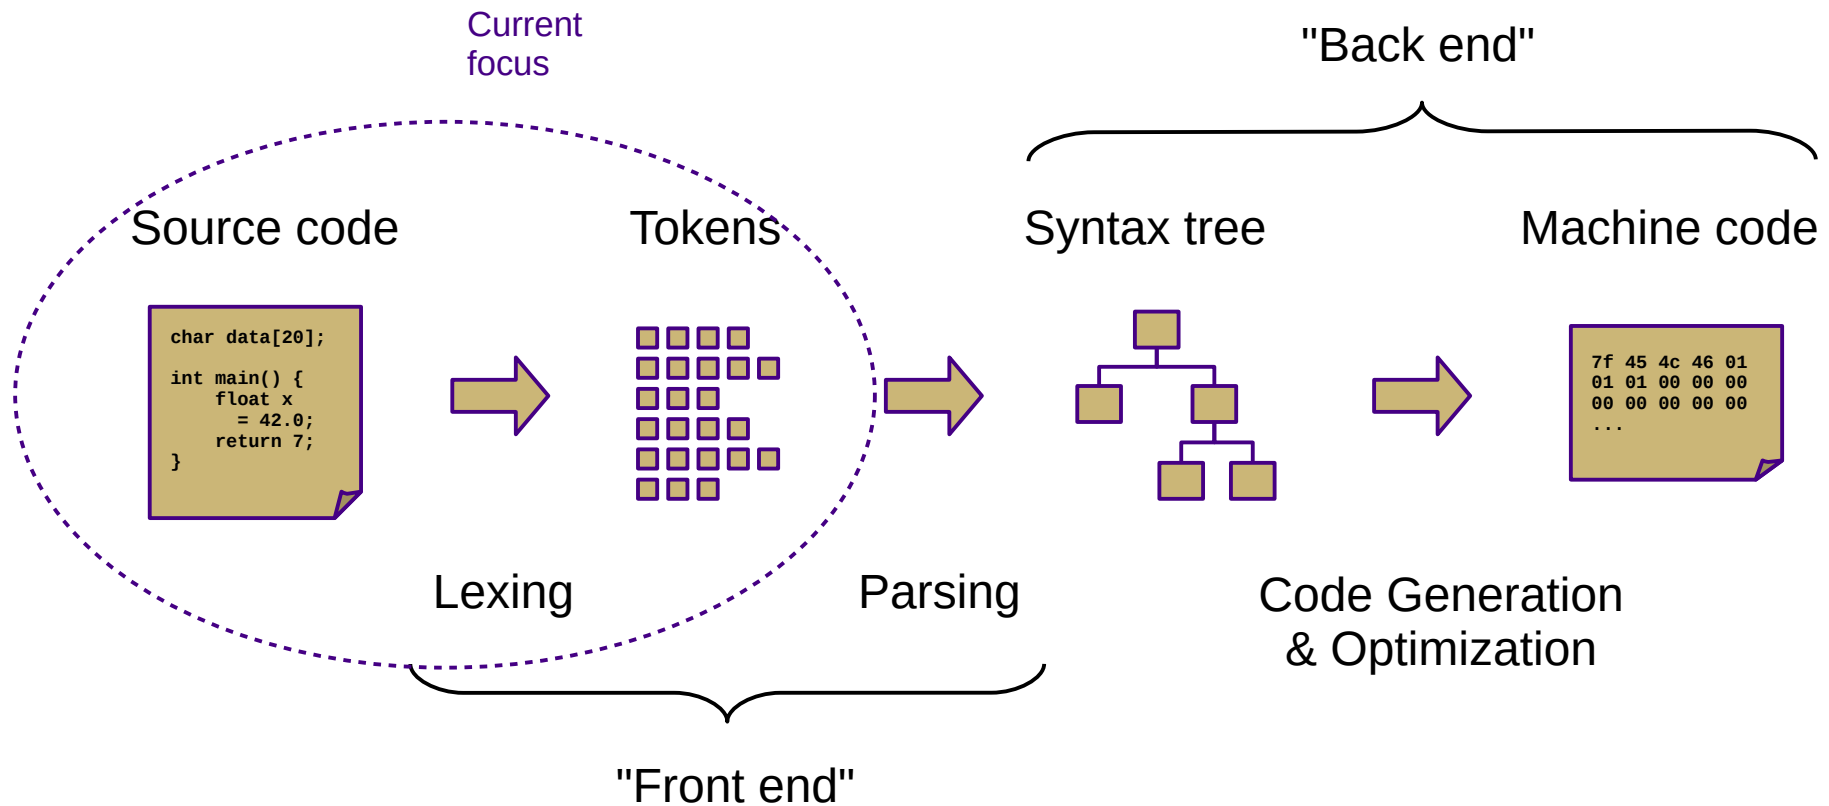 Current
focus
"Back end"
Source code
Tokens
Syntax tree
Machine code
char data[20];
int main() {
    float x
      = 42.0;
    return 7;
}
7f 45 4c 46 01
01 01 00 00 00
00 00 00 00 00
...
Lexing
Parsing
Code Generation
& Optimization
"Front end"